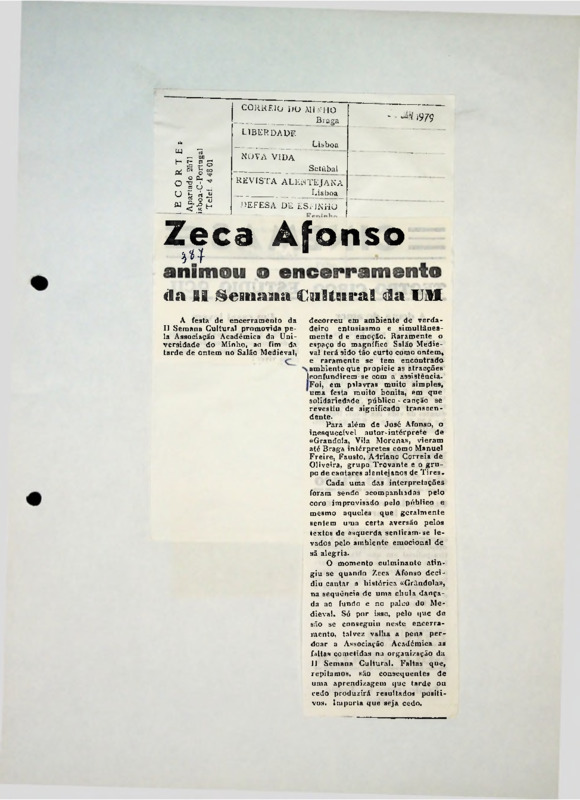 CORREIO DO MINHO
Braga
LIBERDADE
Lisboa
NOVA VIDA
Setúbal
REVISTA ALENTEJANA
Lisboa
DEFESA DE ESPINHO
Espinho
JAN 1979
ECORTE
Apartado 2571
isboa-C-Portugal
Telef. 4 46 01
Zeca Afonso
387
animou o encerramento
da II Semana Cultural da UM
A festa de encerramento da
II Semana Cultural promovida pe-
la Associação Académica da Uni-
versidade do Minho, ao fim da
tarde de ontem no Salão Medieval,
decorreu em ambiente de verda-
deiro entusiasmo e simultânea-
mente de emoção. Raramente o
espaço do magnífico Salão Medie-
val terá sido tão curto como ontem,
e raramente se tem encontrado
ambiente que propicie as atracções
confundirem-se com a assistência.
Foi, em palavras muito simples,
uma festa muito bonita, em que
solidariedade público-canção se
revestiu de significado transcen-
dente.
Para além de José Afonso, o
inesquecível autor-intérprete de
«Grandola, Vila Morena», vieram
até Braga intérpretes como Manuel
Freire, Fausto, Adriano Correia de
Oliveira, grupo Trovante e o gru-
po de cantares alentejanos de Tires.
Cada uma das interpretações
foram sendo acompanhadas pelo
coro improvisado pelo público e
mesmo aqueles que geralmente
sentem uma certa aversão pelos
textos de esquerda sentiram-se le-
vados pelo ambiente emocional de
sã alegria.
O momento culminante atin-
giu-se quando Zeca Afonso deci-
diu cantar a histórica «Grândola»,
na sequência de uma chula dança-
da ao fundo e no palco do Me-
dieval. Só por isso, pelo que de
são se conseguiu neste encerra-
mento, talvez valha a pena per-
doar a Associação Académica as
faltas cometidas na organização da
II Semana Cultural. Faltas que,
repitamos, são consequentes de
uma aprendizagem que tarde ou
cedo produzirá resultados positi-
vos. Importa que seja cedo.